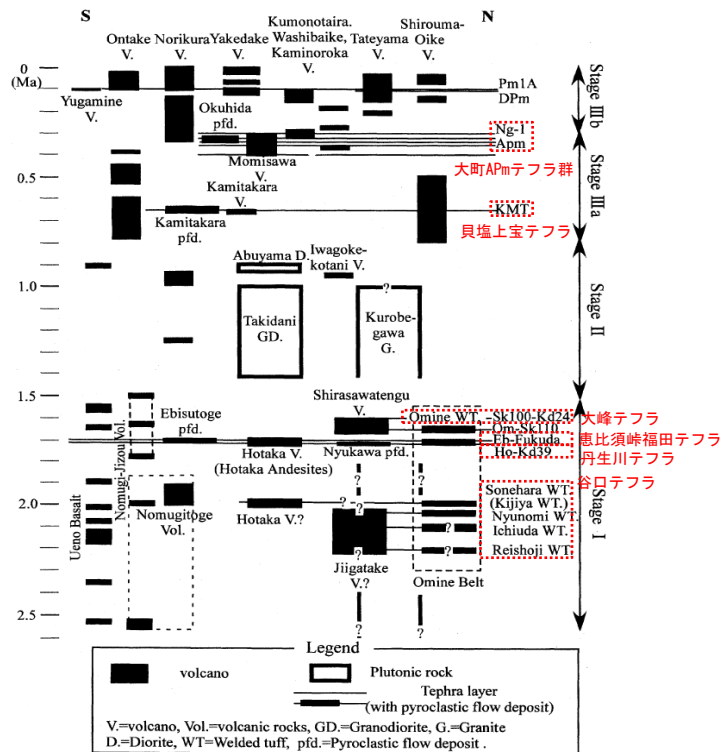 S
N
Ontake
V.
Norikura
V.
Yakedake
V.
Kumonotaira.
Washibaike,
Kaminoroka
V.
Tateyama
V.
Shirouma-
Oike
V.
0
(Ma)
0.5
1.0
1.5
2.0
2.5
Yugamine
V.
Okuhida
pfd.
Momisawa
V.
Pm1A
DPm
Ng-1
Apm
大町APmテフラ群
Kamitakara
V.
Kamitakara
pfd.
KMT.
貝塩上宝テフラ
Abuyama D.
Iwagoke-
kotani V.
Takidani
GD.
?
Kurobe-
gawa
G.
Shirasawatengu
V.
Omine WT.
-Sk100-Kd24
大峰テフラ
Om-Sk110
Ebisutoge
pfd.
Eb-Fukuda
恵比須峠福田テフラ
Hotaka V.
(Hotaka Andesites)
Nyukawa pfd.
Ho-Kd39
丹生川テフラ
Ueno Basalt
Nomugi-Jizou Vol.
Nomugitoge
Vol.
Hotaka V.?
?
?
?
?
谷口テフラ
Sonehara WT.
(Kijiya WT.)
Nyunomi WT.
Ichiuda WT.
Reishoji WT.
?
?
?
Jiigatake
V.?
Omine Belt
?
?
Stage IIIb
Stage IIIa
Stage II
Stage I
Legend
volcano
Plutonic rock
Tephra layer
(with pyroclastic flow deposit)
V.=volcano, Vol.=volcanic rocks, GD.=Granodiorite, G.=Granite
D.=Diorite, WT=Welded tuff, pfd.=Pyroclastic flow deposit .